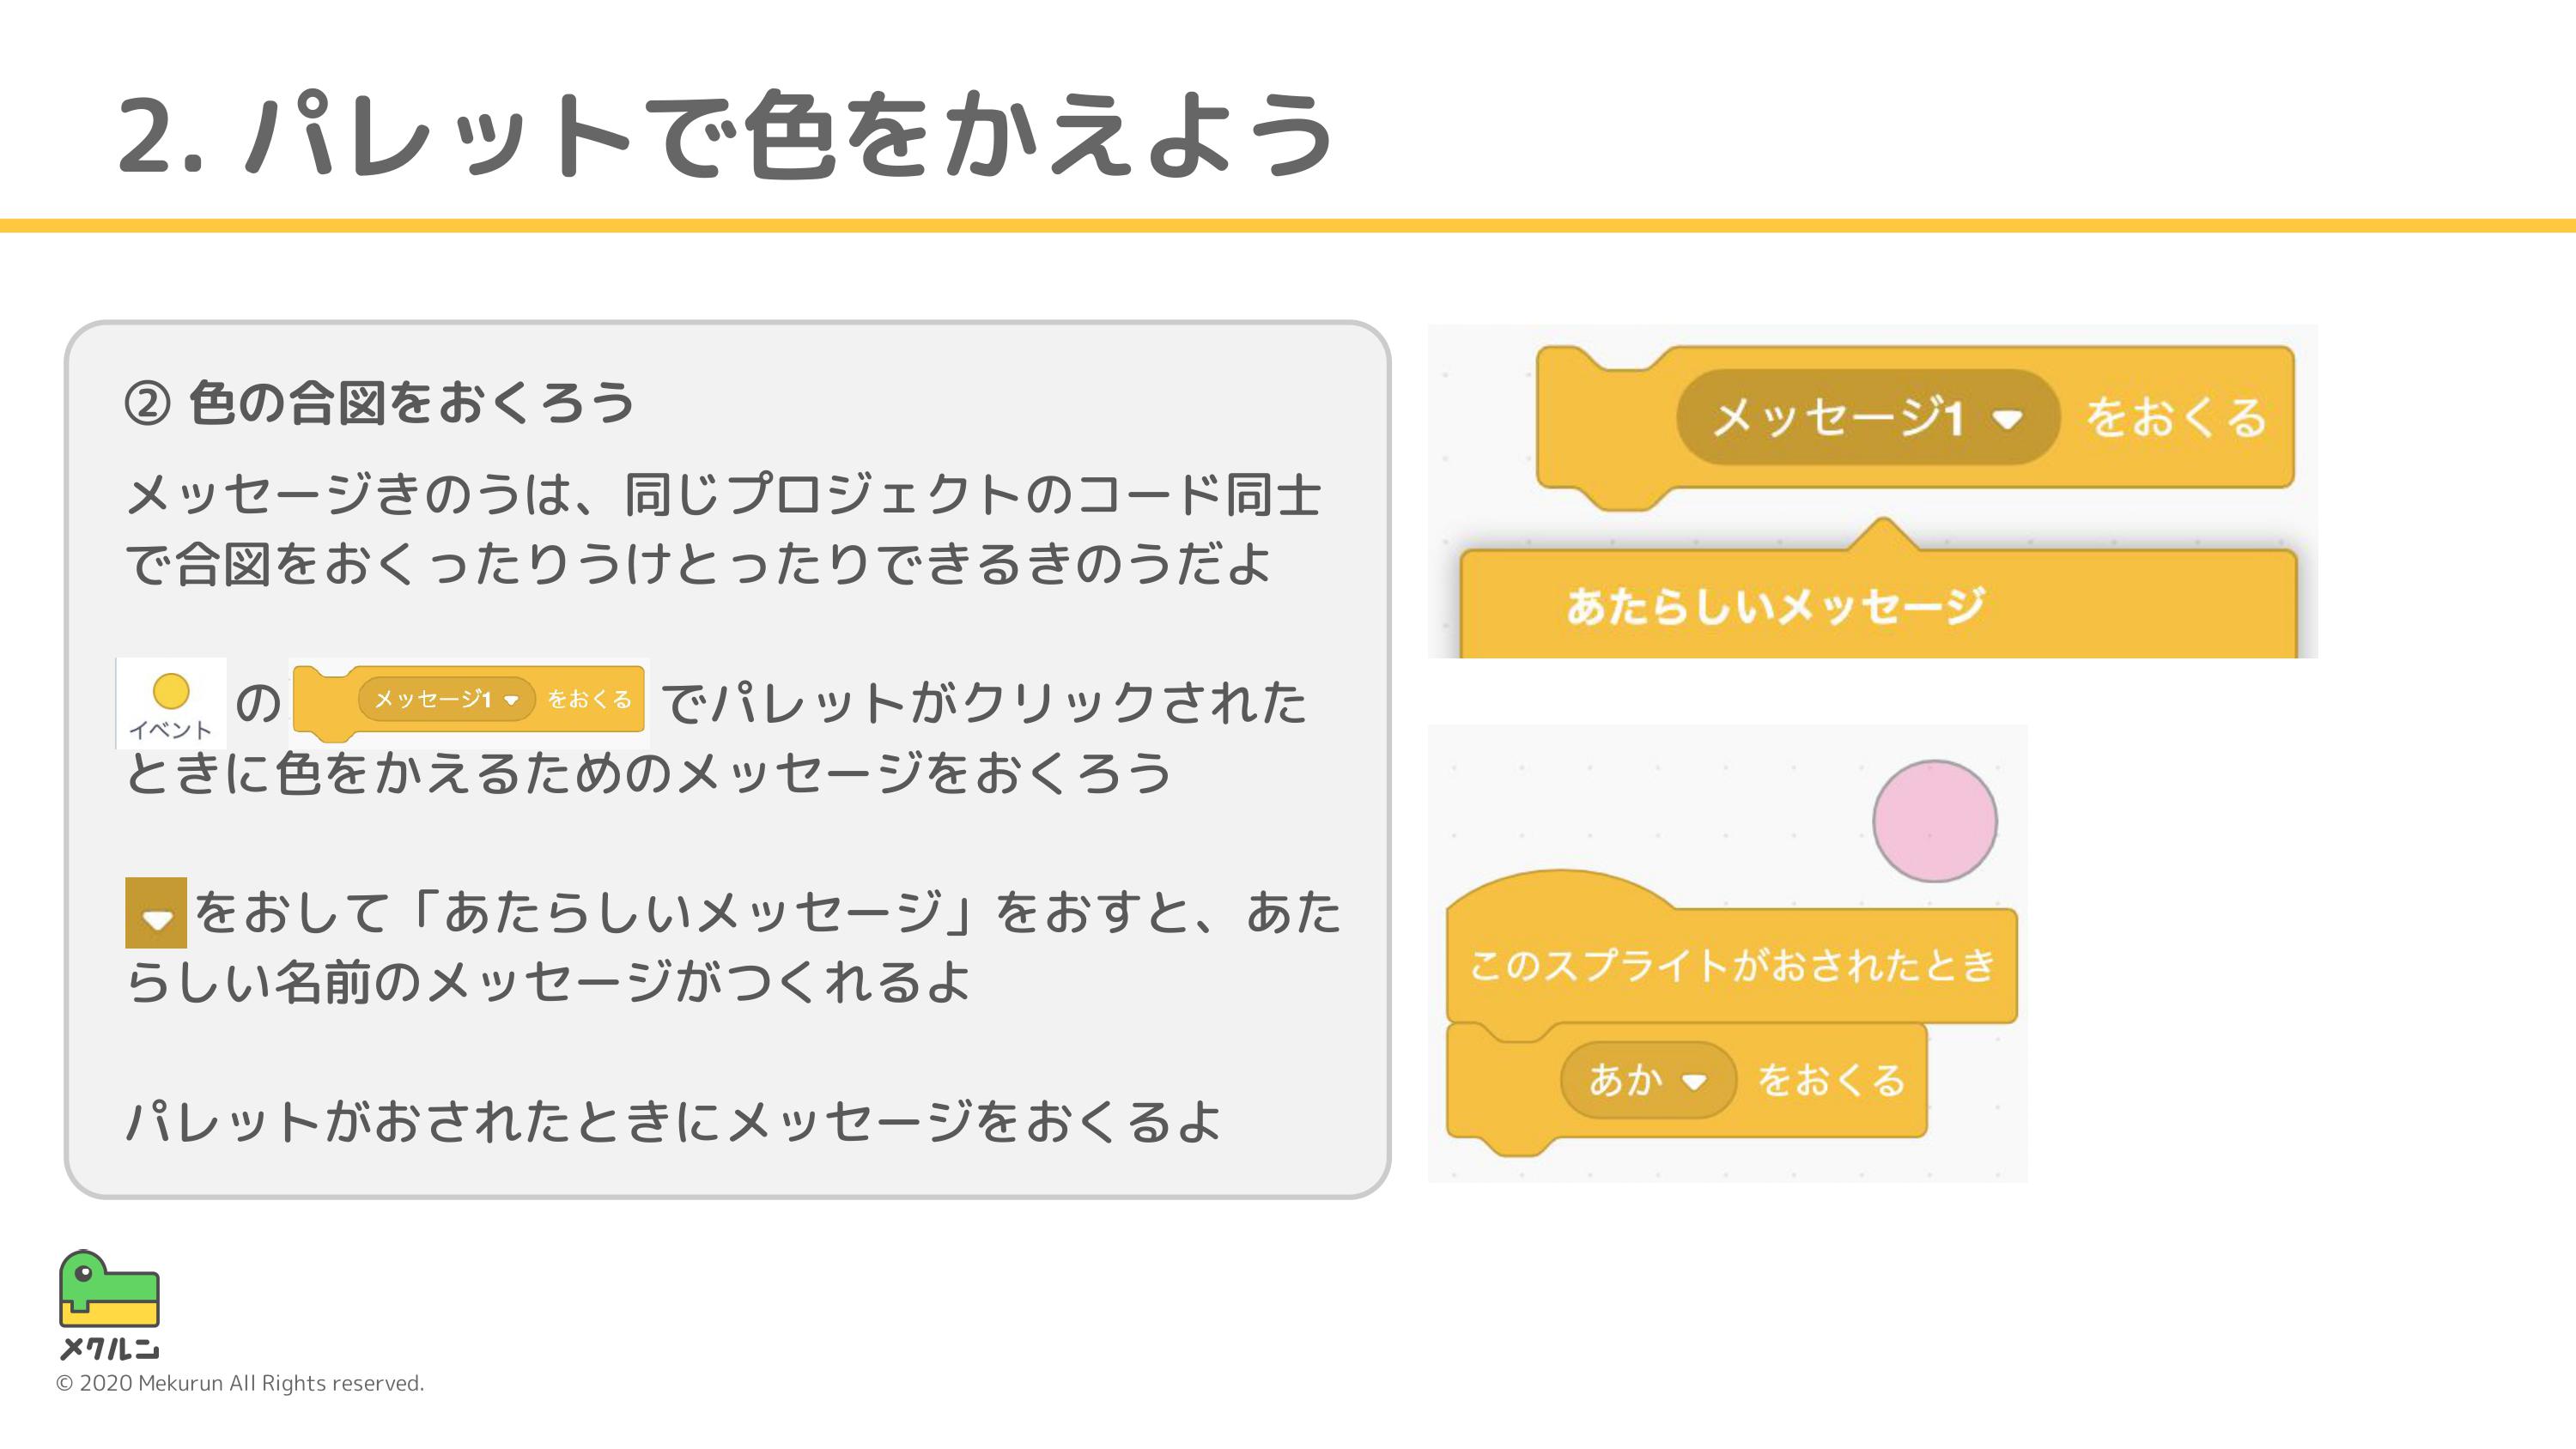 2. パレットで色をかえよう
② 色の合図をおくろう
メッセージきのうは、同じプロジェクトのコード同士
で合図をおくったりうけとったりできるきのうだよ
イベント の メッセージ1 をおくる でパレットがクリックされた
ときに色をかえるためのメッセージをおくろう
をおして「あたらしいメッセージ」をおすと、あた
らしい名前のメッセージがつくれるよ
パレットがおされたときにメッセージをおくるよ
メッセージ1 をおくる
あたらしいメッセージ
このスプライトがおされたとき
あか をおくる
メクルン
© 2020 Mekurun All Rights reserved.